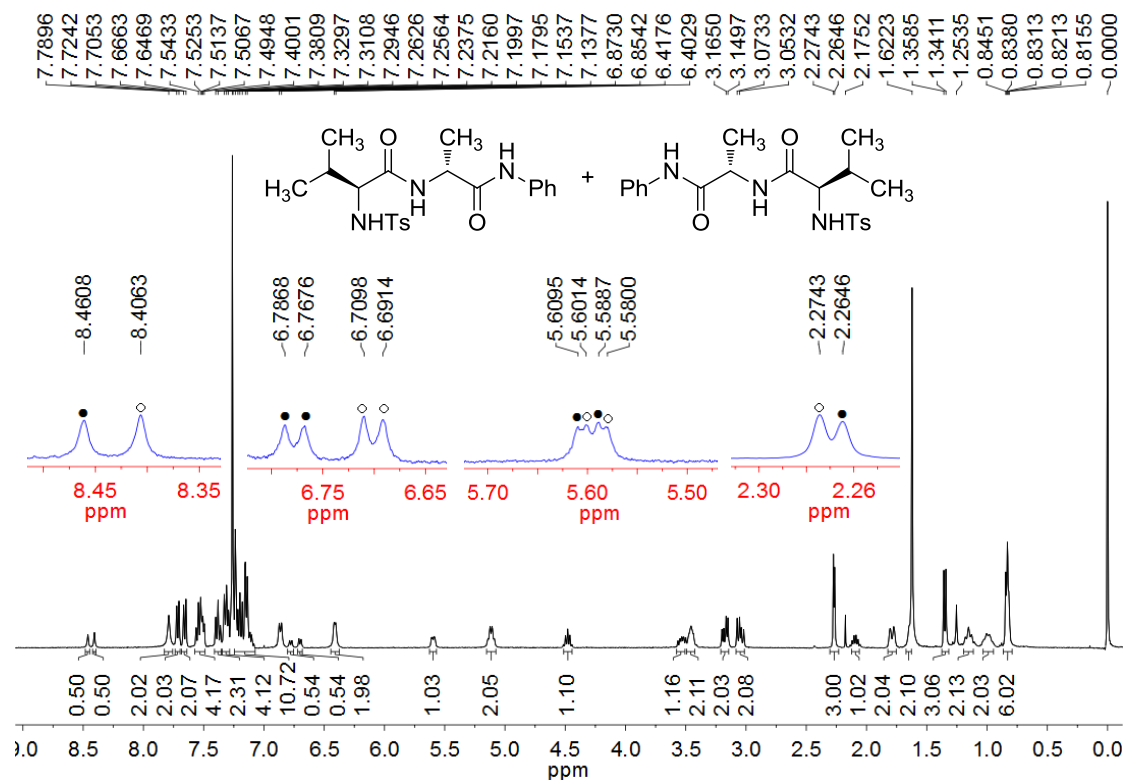 7.7896 7.7242 7.7053 7.6663 7.6469 7.5433 7.5253 7.5137 7.5067 7.4948 7.4001 7.3809 7.3297 7.3108 7.2946 7.2626 7.2564 7.2375 7.2160 7.1997 7.1795 7.1537 7.1377 6.8730 6.8542 6.4176 6.4029 3.1650 3.1497 3.0733 3.0532 2.2743 2.2646 2.1752 1.6223 1.3585 1.3411 1.2535 0.8451 0.8380 0.8313 0.8213 0.8155 0.0000
CH3 O CH3 H N Ph H3C N H O NHTs
+
H N Ph CH3 O N H O CH3 CH3 NHTs
8.4608 8.4063 6.7868 6.7676 6.7098 6.6914 5.6095 5.6014 5.5887 5.5800 2.2743 2.2646
8.45 8.35 6.75 6.65 5.70 5.60 5.50 2.30 2.26
ppm ppm ppm ppm
0.50 0.50 2.02 2.03 2.07 4.17 2.31 4.12 10.72 0.54 0.54 1.98 1.03 2.05 1.10 1.16 2.11 2.03 2.08 3.00 1.02 2.04 2.10 3.06 2.13 2.03 6.02
9.0 8.5 8.0 7.5 7.0 6.5 6.0 5.5 5.0 4.5 4.0 3.5 3.0 2.5 2.0 1.5 1.0 0.5 0.0
ppm